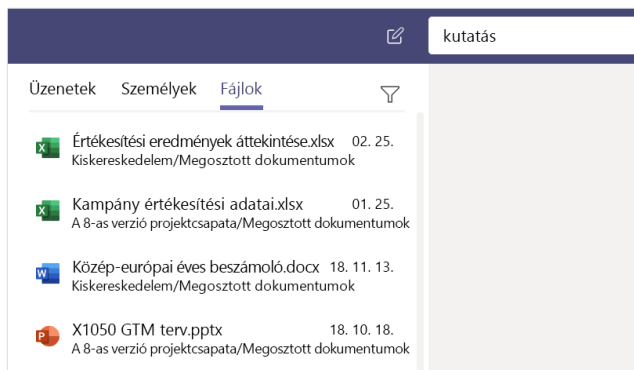 kutatás
Üzenetek Személyek Fájlok
Értékesítési eredmények áttekintése.xlsx 02. 25.
Kiskereskedelem/Megosztott dokumentumok
Kampány értékesítési adatai.xlsx 01. 25.
A 8-as verzió projektcsapata/Megosztott dokumentumok
Közép-európai éves beszámoló.docx 18. 11. 13.
Kiskereskedelem/Megosztott dokumentumok
X1050 GTM terv.pptx 18. 10. 18.
A 8-as verzió projektcsapata/Megosztott dokumentumok